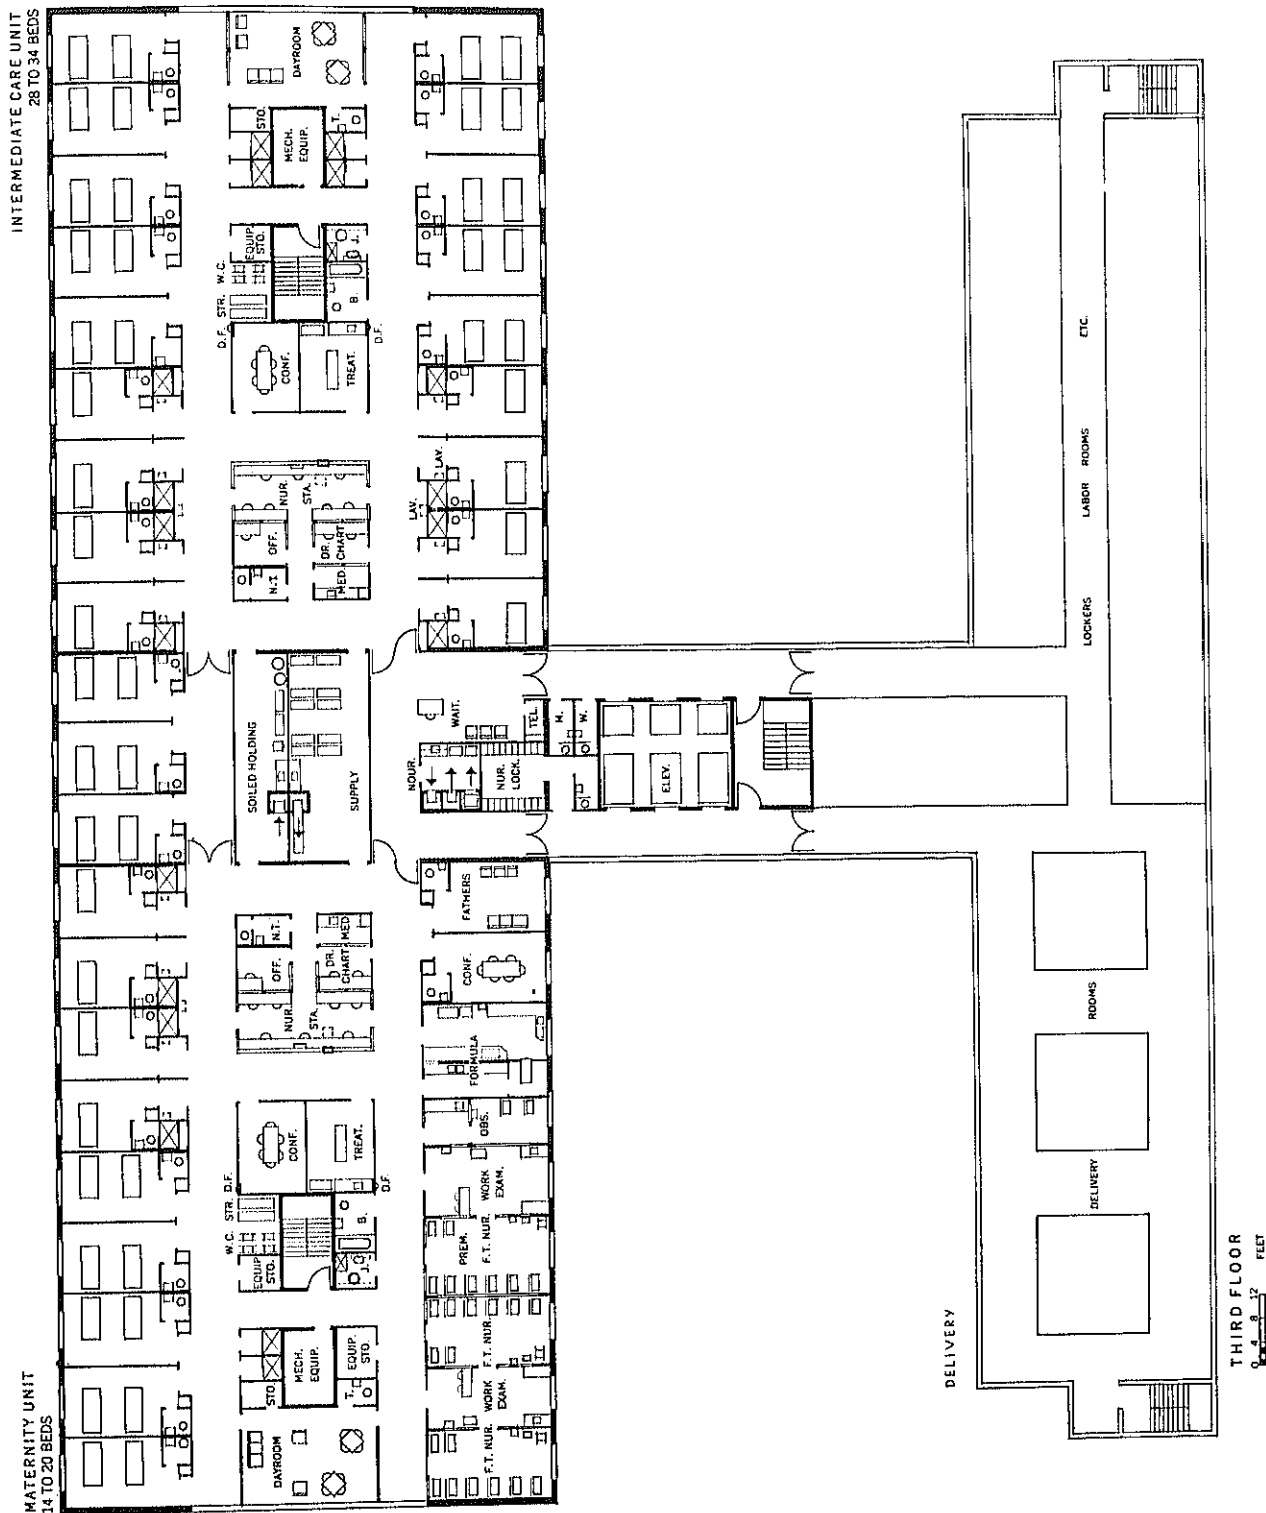 MATERNITY UNIT
14 TO 20 BEDS
INTERMEDIATE CARE UNIT
28 TO 34 BEDS
DAYROOM
STO.
MECH.
EQUIP.
T.
EQUIP.
STO.
EQUIP
STO.
W.C.
STR.
D.F.
J.
B.
CONF.
TREAT.
D.F.
NUR.
STA.
OFF.
DR.
CHART
N.T.
MED
SOILED HOLDING
SUPPLY
N.T.
MED.
OFF.
DR.
CHART
NUR.
STA.
LAV.
LAV.
CONF.
TREAT.
D.F.
D.F.
STR.
W.C.
EQUIP.
STO.
B.
J.
STO.
MECH.
EQUIP.
T.
DAYROOM
F.T. NUR.
WORK
EXAM.
F.T. NUR.
PREM.
F.T. NUR.
WORK
EXAM.
OBS.
FORMULA
CONF.
FATHERS
NOUR.
NUR.
LOCK.
WAIT.
TEL.
M.
W.
ELEV.
DELIVERY
DELIVERY
ROOMS
LOCKERS
LABOR ROOMS
ETC.
THIRD FLOOR
0 4 8 12
FEET